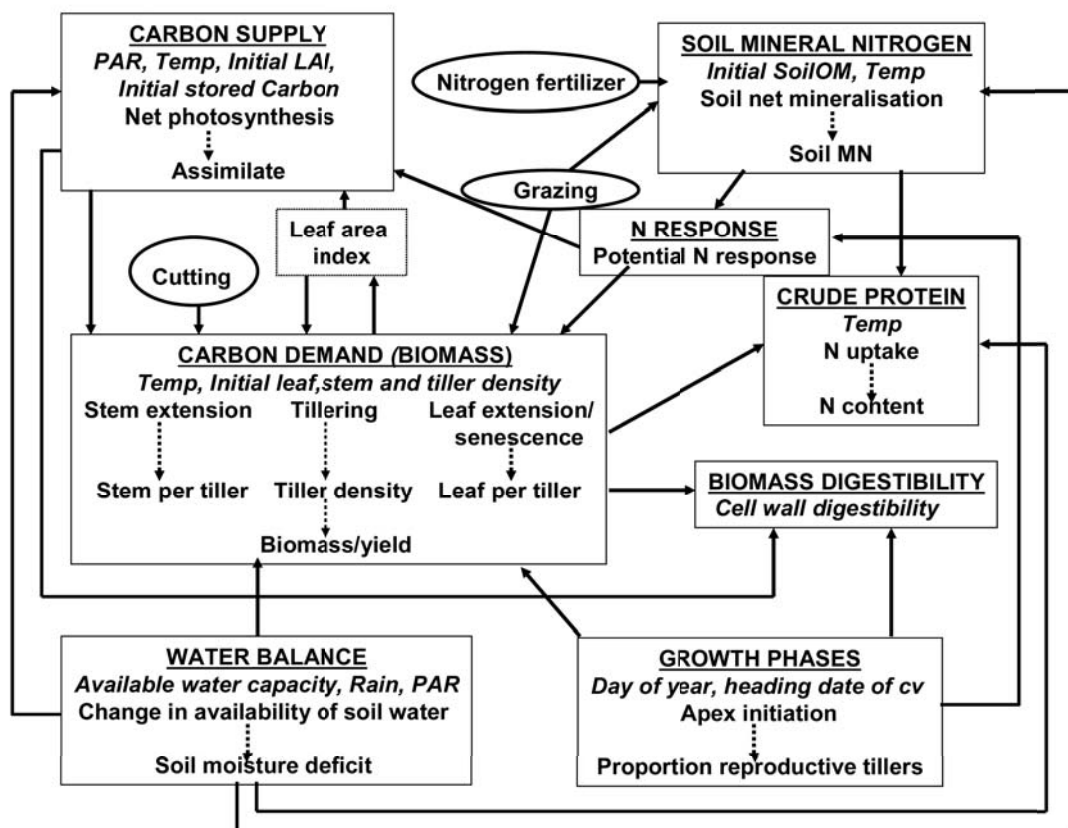 CARBON SUPPLY
PAR, Temp, Initial LAI,
Initial stored Carbon
Net photosynthesis
Assimilate
Nitrogen fertilizer
SOIL MINERAL NITROGEN
Initial SoilOM, Temp
Soil net mineralisation
Soil MN
Grazing
Leaf area
index
N RESPONSE
Potential N response
Cutting
CRUDE PROTEIN
Temp
N uptake
N content
CARBON DEMAND (BIOMASS)
Temp, Initial leaf,stem and tiller density
Stem extension
Tillering
Leaf extension/
senescence
Stem per tiller
Tiller density
Leaf per tiller
Biomass/yield
BIOMASS DIGESTIBILITY
Cell wall digestibility
WATER BALANCE
Available water capacity, Rain, PAR
Change in availability of soil water
Soil moisture deficit
GROWTH PHASES
Day of year, heading date of cv
Apex initiation
Proportion reproductive tillers